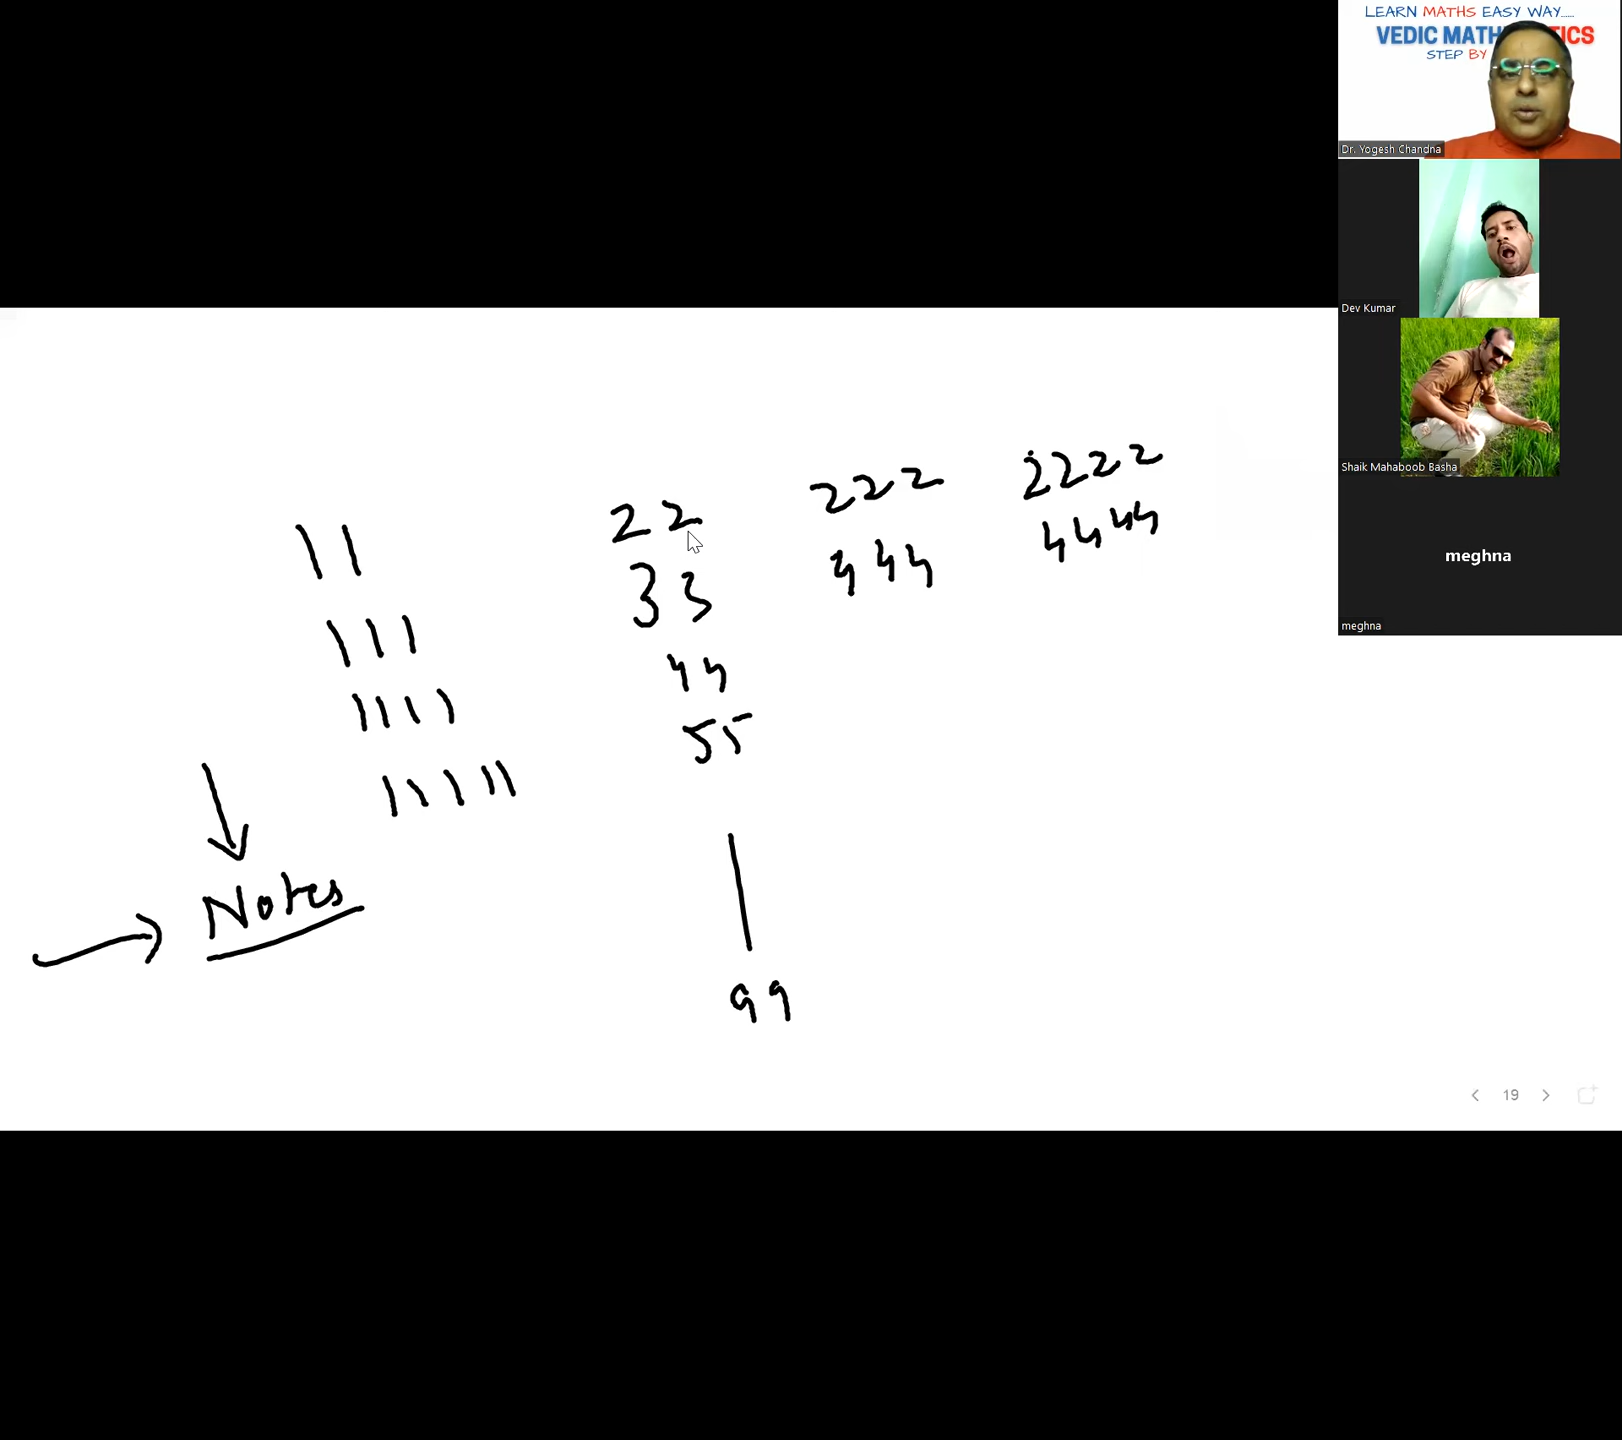 LEARN MATHS EASY WAY.....
VEDIC MATH TICS
STEP BY
Dr. Yogesh Chandna
Dev Kumar
Shaik Mahaboob Basha
meghna
meghna
11
111
1111
11111
Notes
22
33
44
55
99
222
444
2222
4444
19